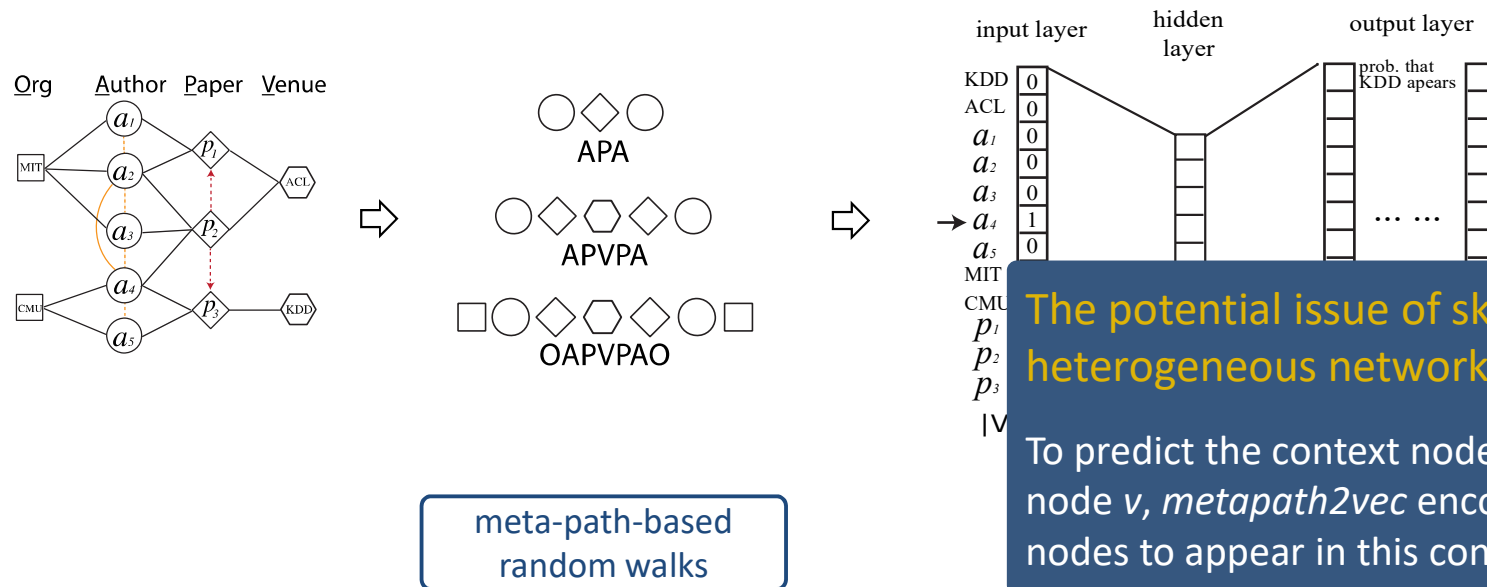 Org Author Paper Venue
a1
MIT
a2
p1
ACL
a3
p2
a4
CMU
p3
KDD
a5
APA
APVPA
OAPVPAO
meta-path-based
random walks
input layer
hidden
layer
output layer
KDD 0
ACL 0
a1 0
a2 0
a3 0
a4 1
a5 0
MIT
CMU
p1
p2
p3
|V
prob. that
KDD apears
... ...
The potential issue of sk
heterogeneous network
To predict the context node
node v, metapath2vec enco
nodes to appear in this con